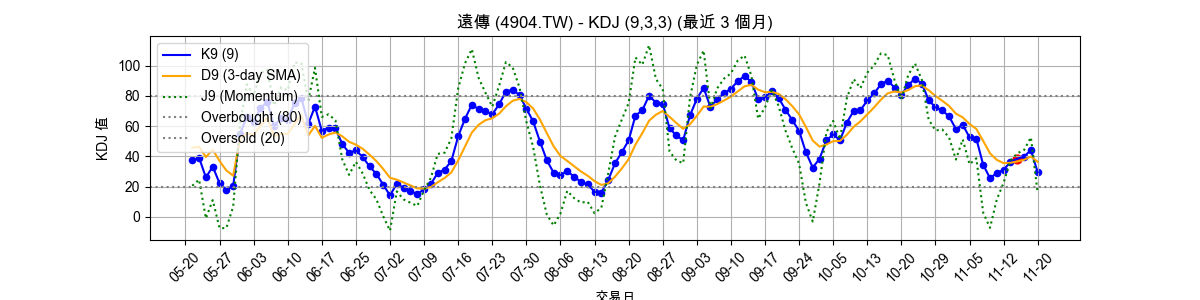 遠傳 (4904.TW) - KDJ (9,3,3) (最近 3 個月)
K9 (9)
D9 (3-day SMA)
J9 (Momentum)
Overbought (80)
Oversold (20)
KDJ 值
100
80
60
40
20
0
05-20 05-27 06-03 06-10 06-17 06-25 07-02 07-09 07-16 07-23 07-30 08-06 08-13 08-20 08-27 09-03 09-10 09-17 09-24 10-05 10-13 10-20 10-29 11-05 11-12 11-20
交易日